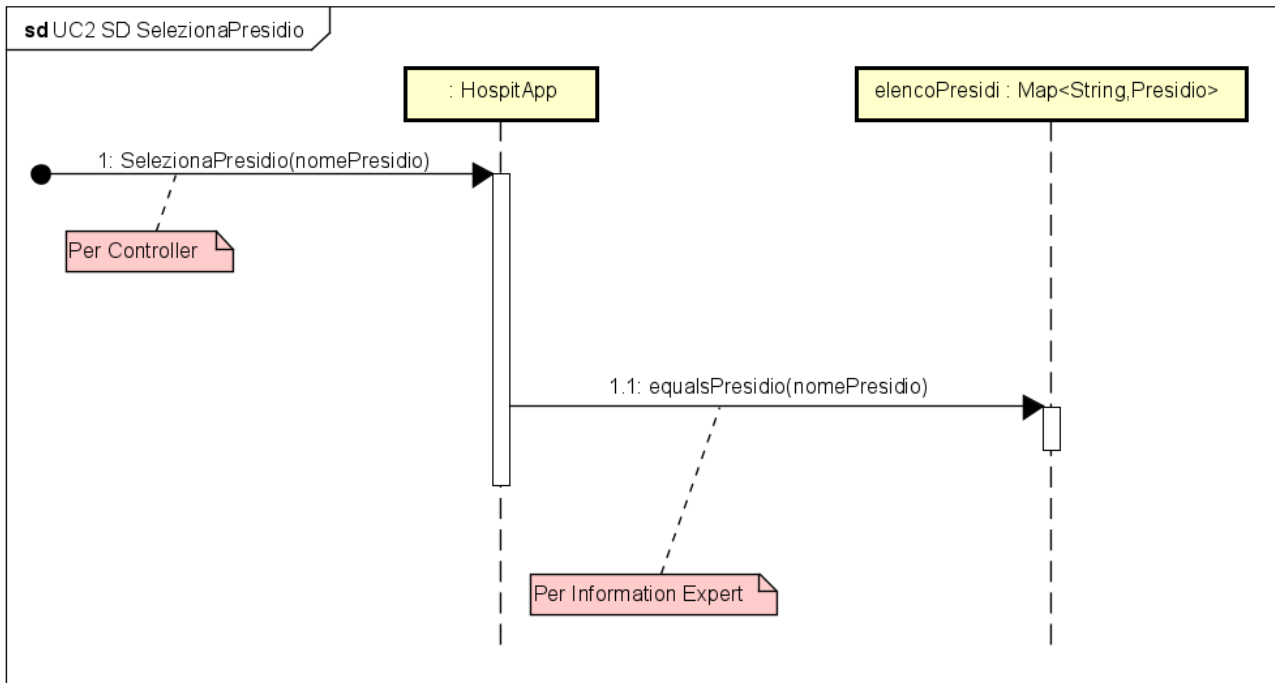 sd UC2 SD SelezionaPresidio
: HospitApp
elencoPresidi : Map<String,Presidio>
1: SelezionaPresidio(nomePresidio)
Per Controller
1.1: equalsPresidio(nomePresidio)
Per Information Expert